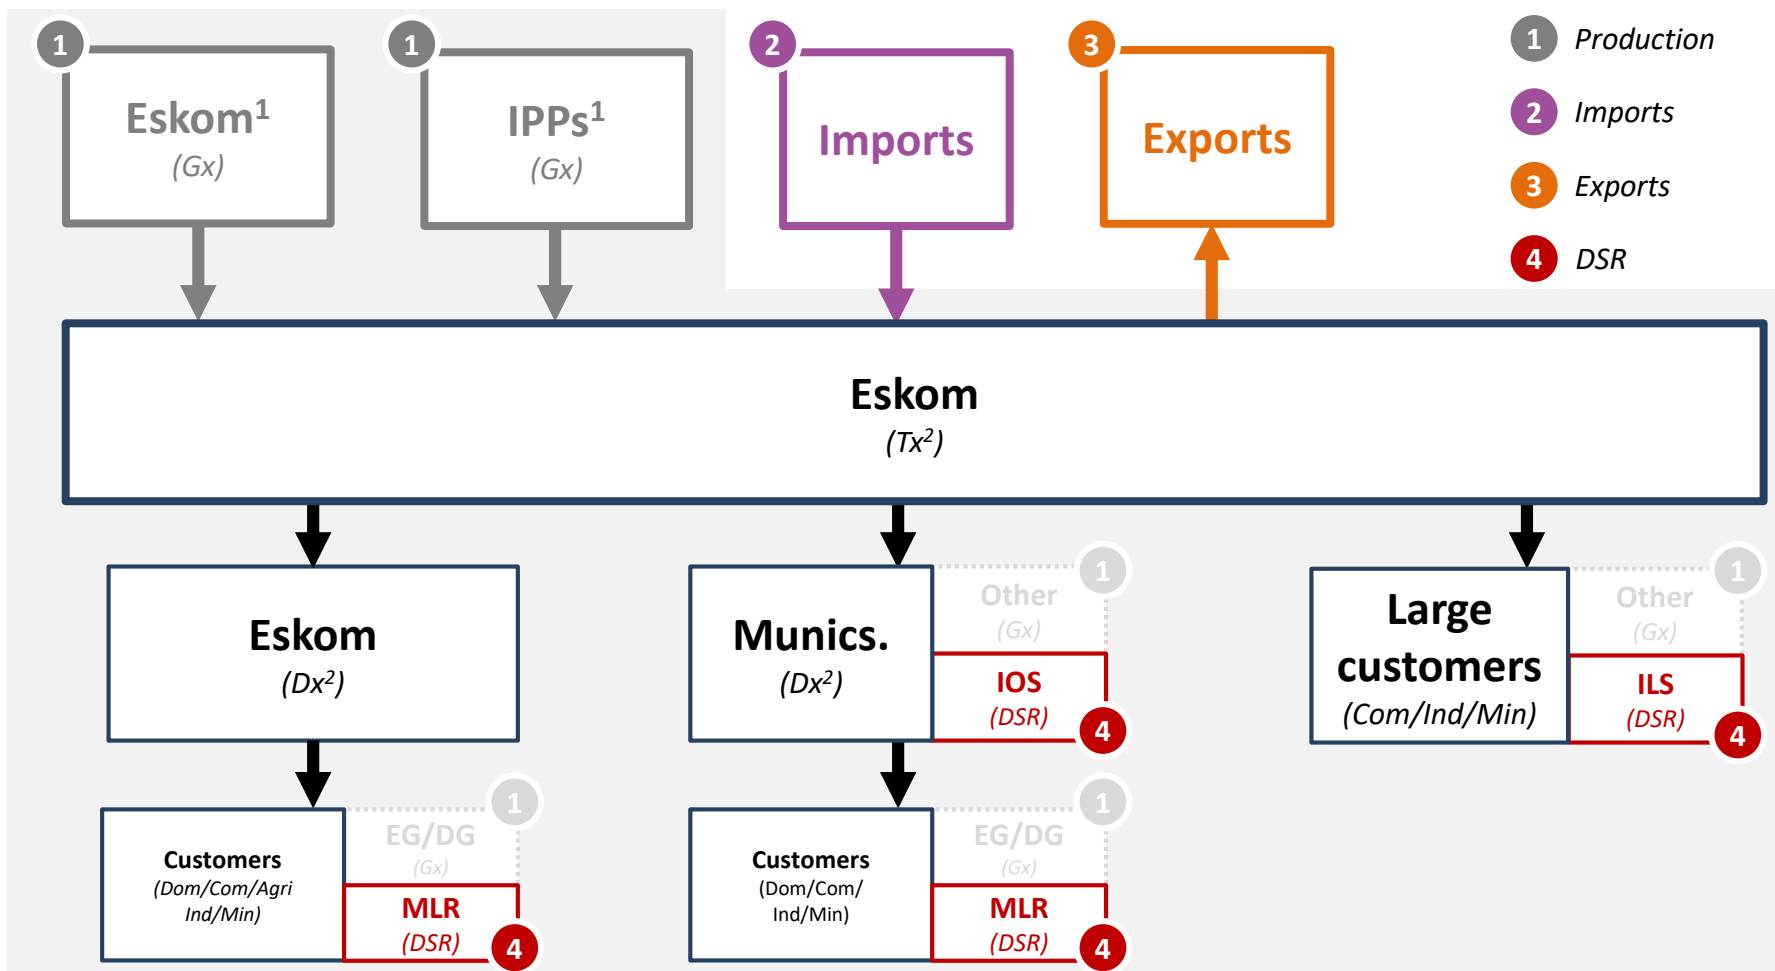 1
Eskom¹
(Gx)
1
IPPs¹
(Gx)
2
Imports
3
Exports
1 Production
2 Imports
3 Exports
4 DSR
Eskom
(Tx²)
Eskom
(Dx²)
Munics.
(Dx²)
1
Other
(Gx)
IOS
(DSR)
4
Large
customers
(Com/Ind/Min)
1
Other
(Gx)
ILS
(DSR)
4
Customers
(Dom/Com/Agri
Ind/Min)
1
EG/DG
(Gx)
MLR
(DSR)
4
Customers
(Dom/Com/
Ind/Min)
1
EG/DG
(Gx)
MLR
(DSR)
4